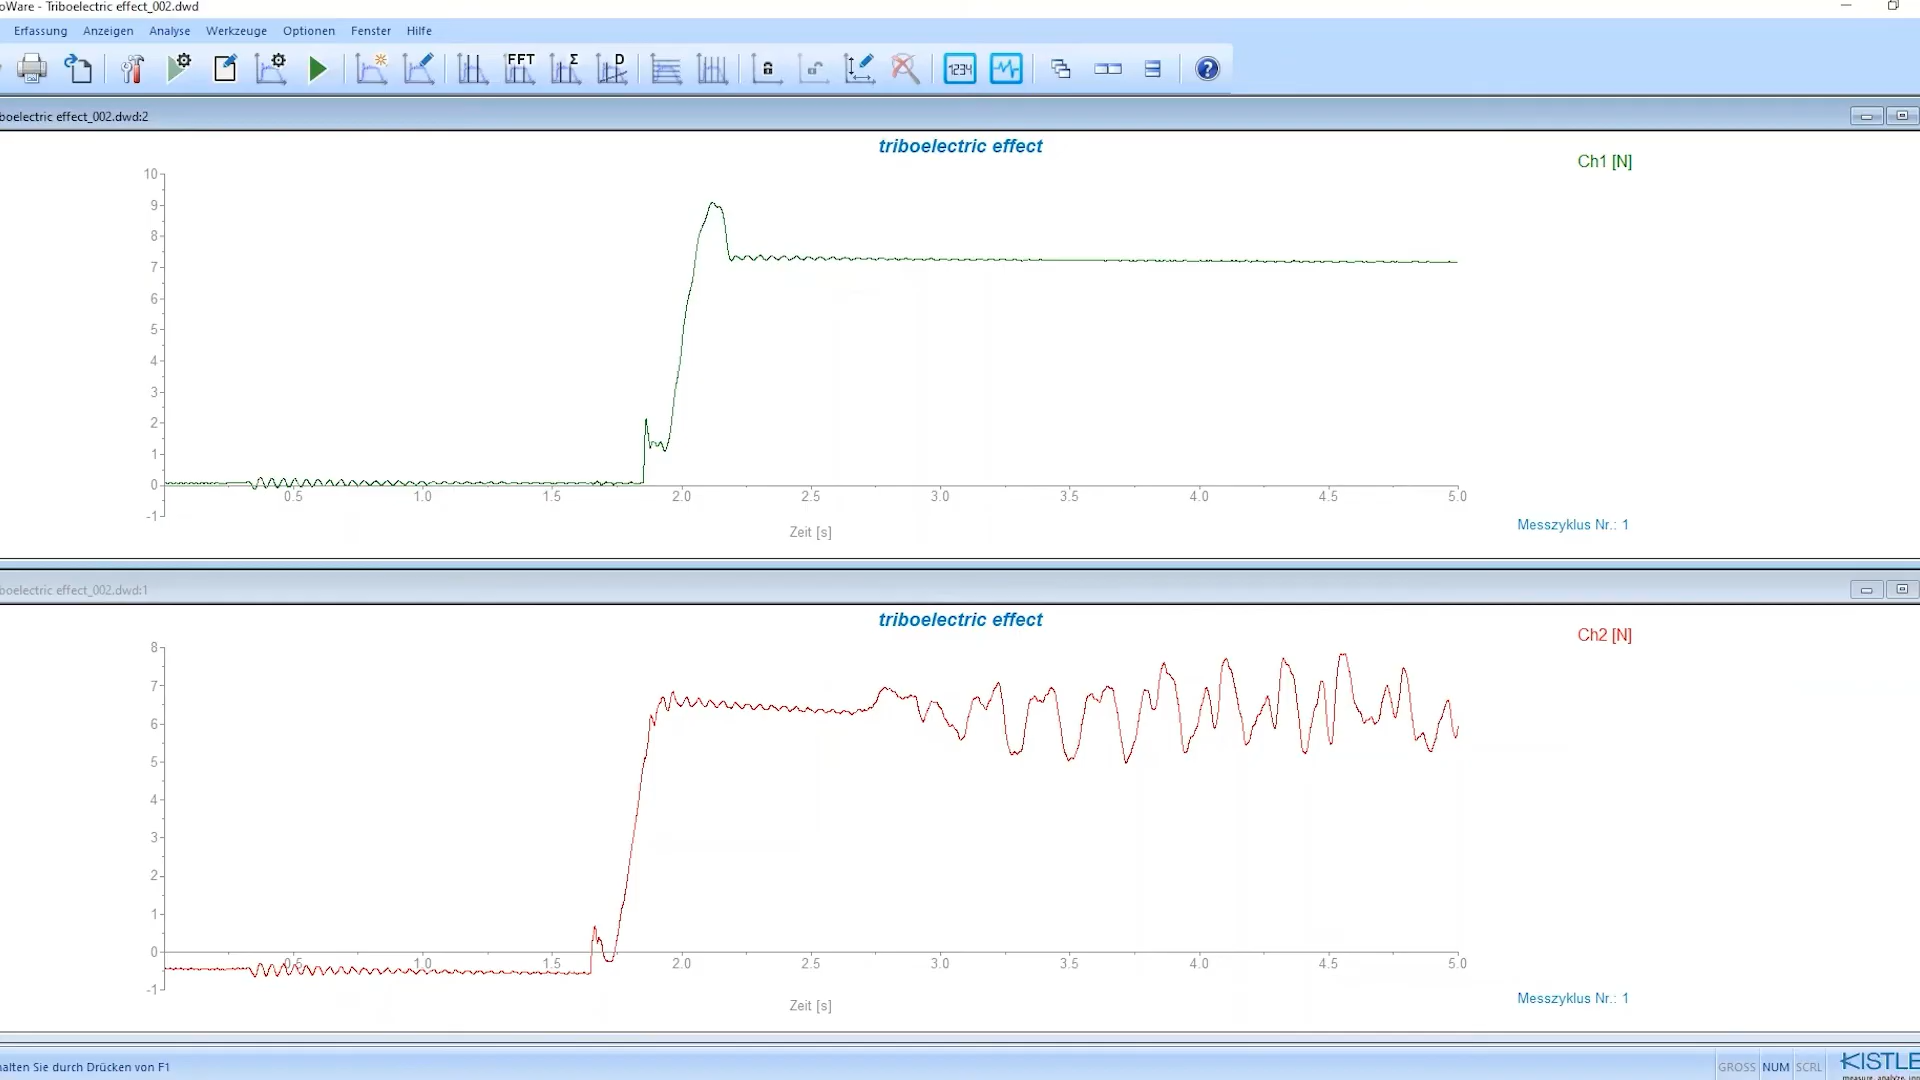 oWare - Triboelectric effect_002.dwd
Erfassung Anzeigen Analyse Werkzeuge Optionen Fenster Hilfe
FFT Σ D 1234 ?
boelectric effect_002.dwd:2
triboelectric effect
Ch1 [N]
10
9
8
7
6
5
4
3
2
1
0
-1
0.5 1.0 1.5 2.0 2.5 3.0 3.5 4.0 4.5 5.0
Zeit [s]
Messzyklus Nr.: 1
boelectric effect_002.dwd:1
triboelectric effect
Ch2 [N]
8
7
6
5
4
3
2
1
0
-1
0.5 1.0 1.5 2.0 2.5 3.0 3.5 4.0 4.5 5.0
Zeit [s]
Messzyklus Nr.: 1
alten Sie durch Drücken von F1
GROSS NUM SCRL
KISTLE
measure. analyze.